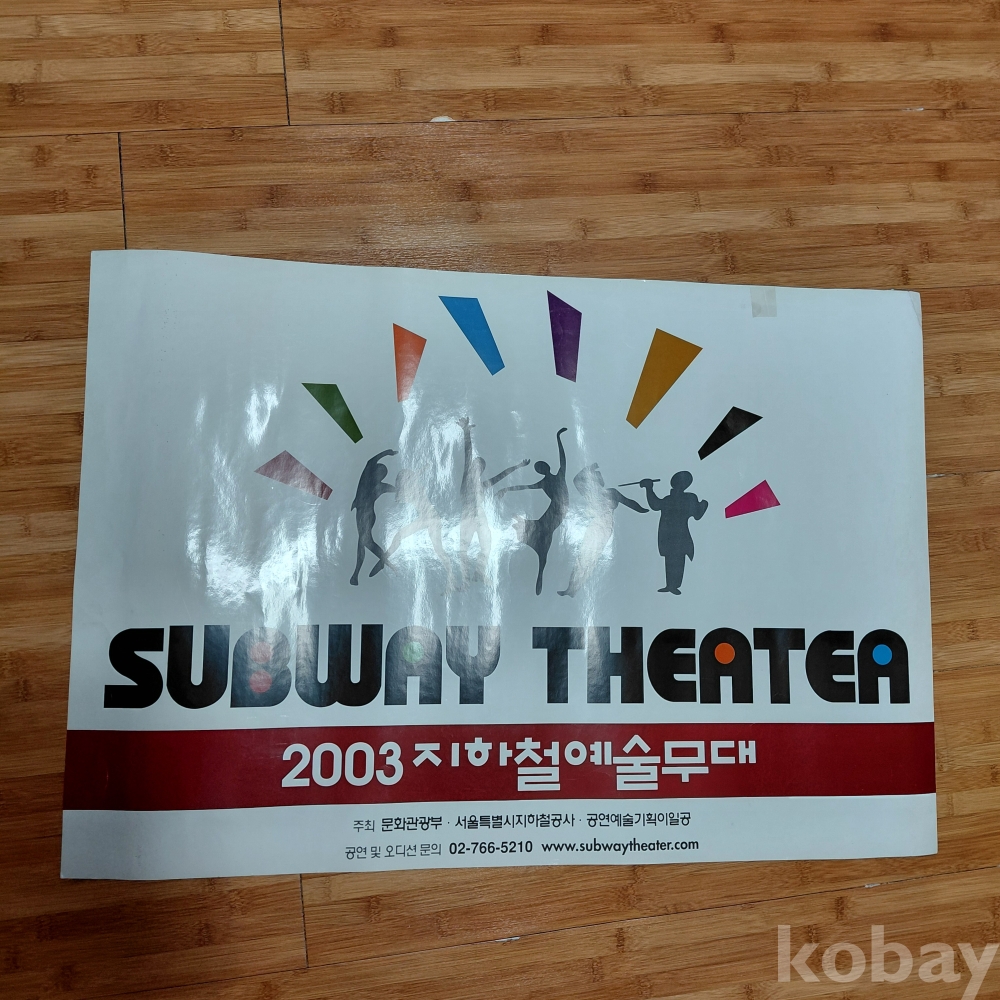 SUBWAY THEATER
2003 지하철예술무대
주최 문화관광부 · 서울특별시지하철공사 · 공연예술기획이일공
공연 및 오디션 문의 02-766-5210 www.subwaytheater.com
kobay